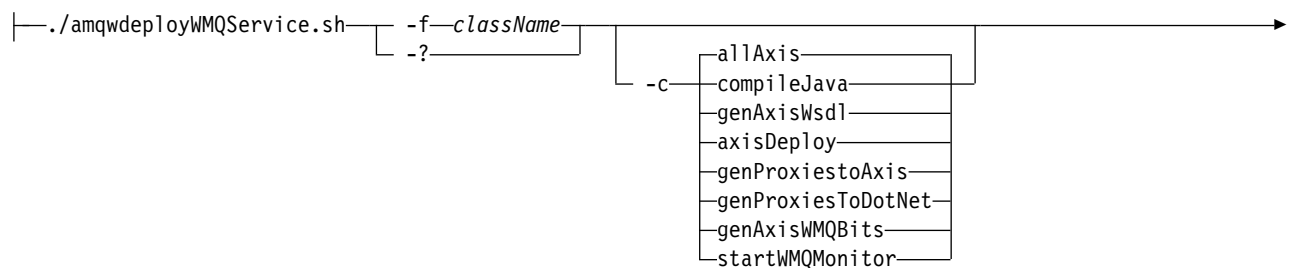 ./amqwdeployWMQService.sh -f className
-?
allAxis
-c compileJava
genAxisWsdl
axisDeploy
genProxiestoAxis
genProxiesToDotNet
genAxisWMQBits
startWMQMonitor